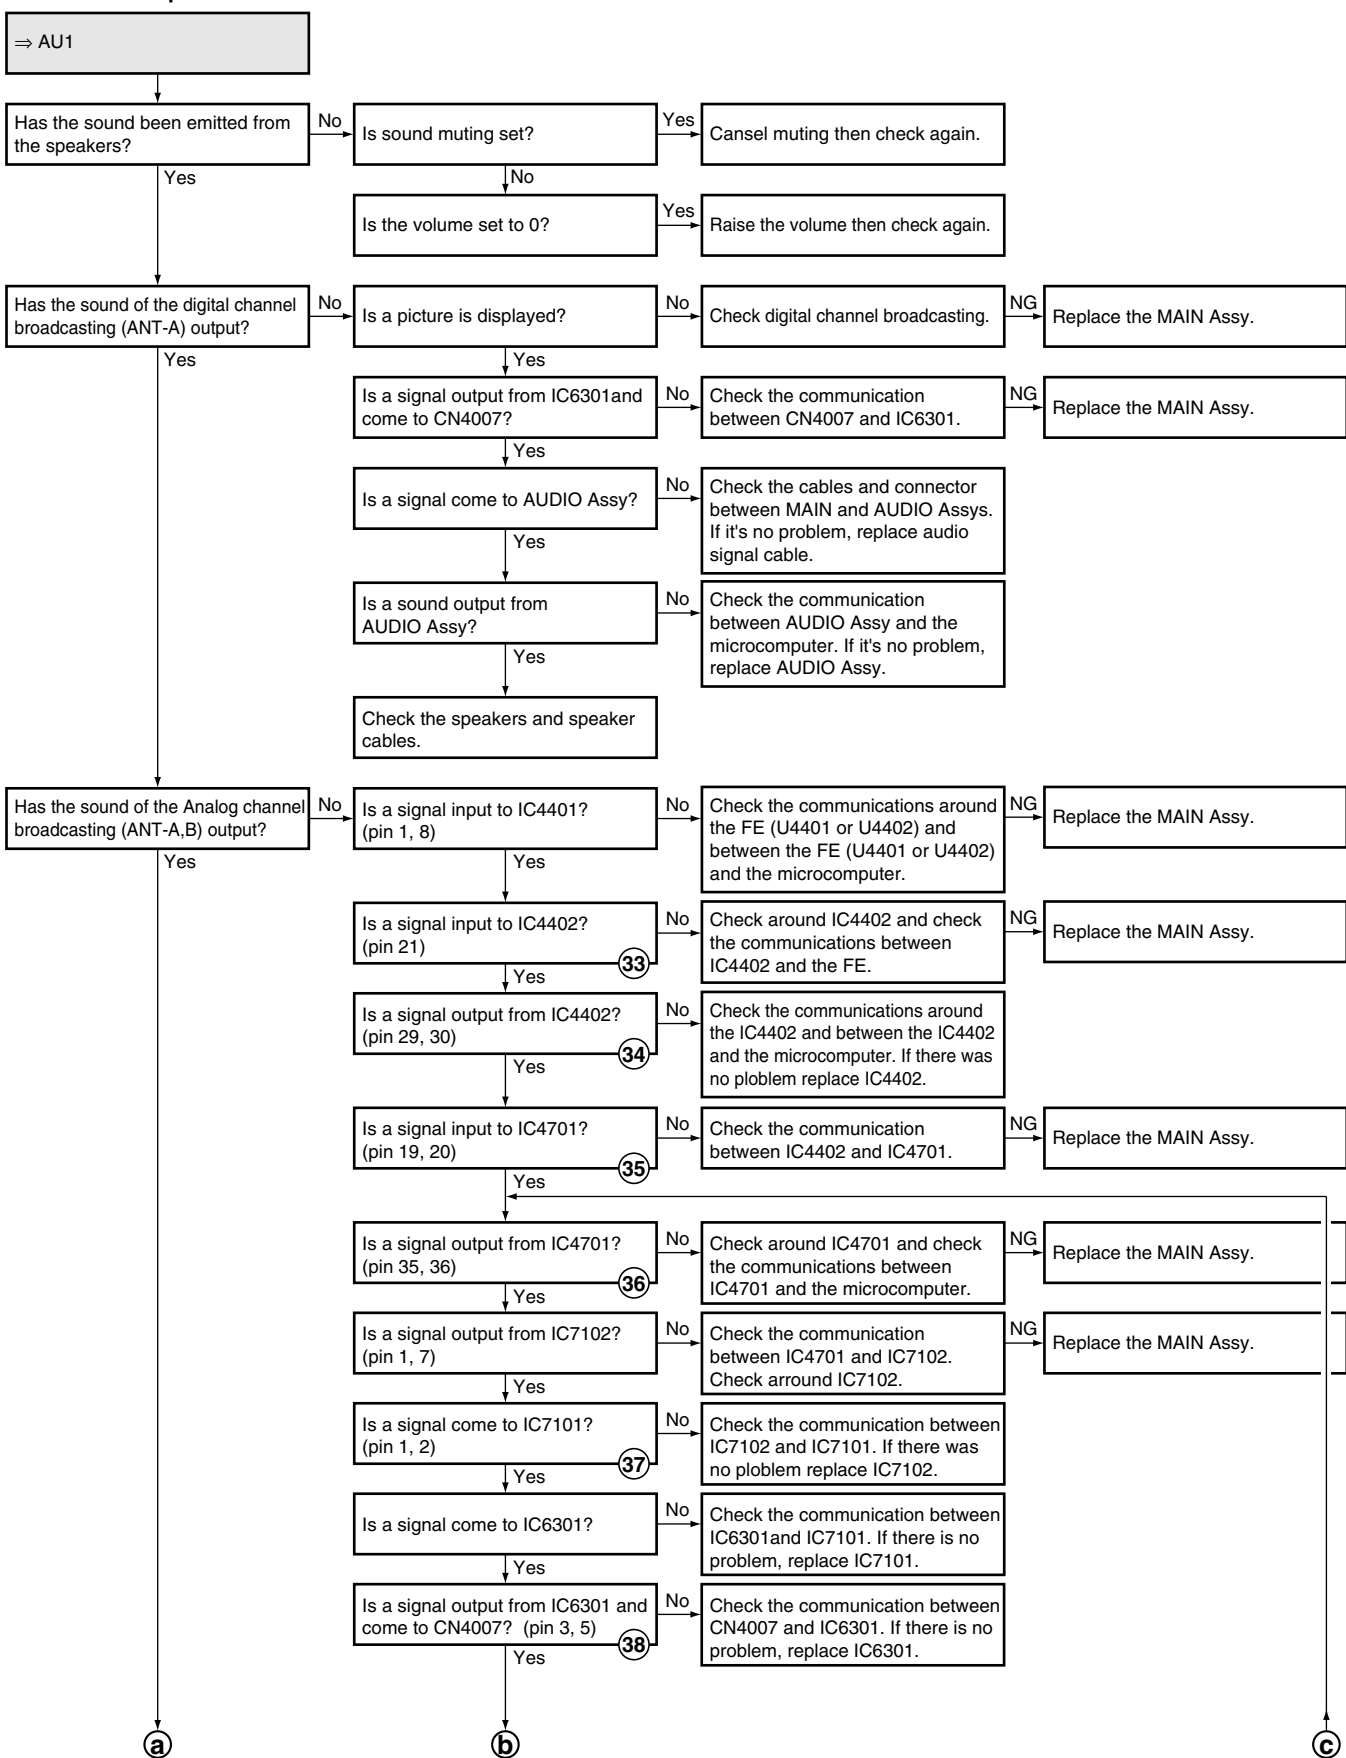 ⇒ AU1
Has the sound been emitted from
the speakers?
No
Is sound muting set?
Yes
Cansel muting then check again.
Yes
No
Is the volume set to 0?
Yes
Raise the volume then check again.
Has the sound of the digital channel
broadcasting (ANT-A) output?
No
Is a picture is displayed?
No
Check digital channel broadcasting.
NG
Replace the MAIN Assy.
Yes
Yes
Is a signal output from IC6301and
come to CN4007?
No
Check the communication
between CN4007 and IC6301.
NG
Replace the MAIN Assy.
Yes
Is a signal come to AUDIO Assy?
No
Check the cables and connector
between MAIN and AUDIO Assys.
If it's no problem, replace audio
signal cable.
Yes
Is a sound output from
AUDIO Assy?
No
Check the communication
between AUDIO Assy and the
microcomputer. If it's no problem,
replace AUDIO Assy.
Yes
Check the speakers and speaker
cables.
Has the sound of the Analog channel
broadcasting (ANT-A,B) output?
No
Is a signal input to IC4401?
(pin 1, 8)
No
Check the communications around
the FE (U4401 or U4402) and
between the FE (U4401 or U4402)
and the microcomputer.
NG
Replace the MAIN Assy.
Yes
Yes
Is a signal input to IC4402?
(pin 21)
33
No
Check around IC4402 and check
the communications between
IC4402 and the FE.
NG
Replace the MAIN Assy.
Yes
Is a signal output from IC4402?
(pin 29, 30)
34
No
Check the communications around
the IC4402 and between the IC4402
and the microcomputer. If there was
no ploblem replace IC4402.
Yes
Is a signal input to IC4701?
(pin 19, 20)
35
No
Check the communication
between IC4402 and IC4701.
NG
Replace the MAIN Assy.
Yes
Is a signal output from IC4701?
(pin 35, 36)
36
No
Check around IC4701 and check
the communications between
IC4701 and the microcomputer.
NG
Replace the MAIN Assy.
Yes
Is a signal output from IC7102?
(pin 1, 7)
No
Check the communication
between IC4701 and IC7102.
Check arround IC7102.
NG
Replace the MAIN Assy.
Yes
Is a signal come to IC7101?
(pin 1, 2)
37
No
Check the communication between
IC7102 and IC7101. If there was
no ploblem replace IC7102.
Yes
Is a signal come to IC6301?
No
Check the communication between
IC6301and IC7101. If there is no
problem, replace IC7101.
Yes
Is a signal output from IC6301 and
come to CN4007? (pin 3, 5)
38
No
Check the communication between
CN4007 and IC6301. If there is no
problem, replace IC6301.
Yes
a
b
c